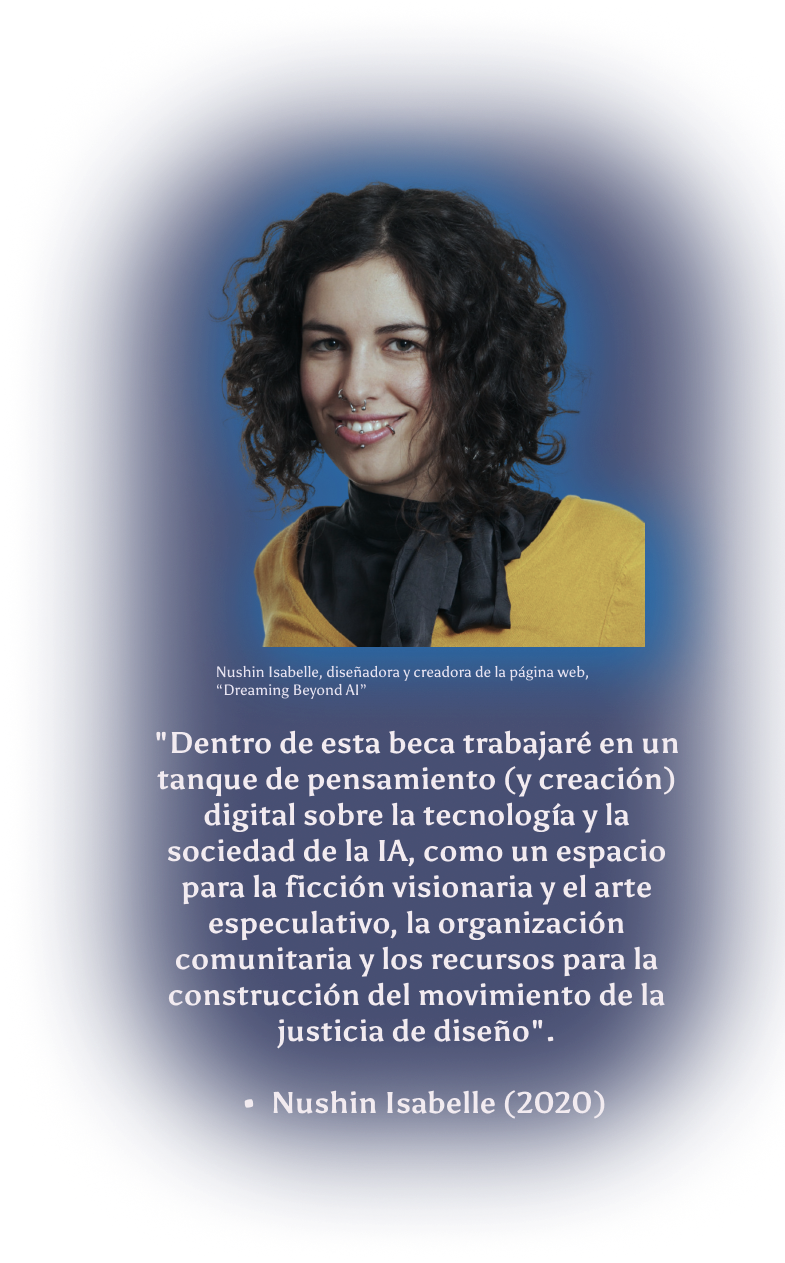 Nushin Isabelle, diseñadora y creadora de la página web,
“Dreaming Beyond AI”
"Dentro de esta beca trabajaré en un
tanque de pensamiento (y creación)
digital sobre la tecnología y la
sociedad de la IA, como un espacio
para la ficción visionaria y el arte
especulativo, la organización
comunitaria y los recursos para la
construcción del movimiento de la
justicia de diseño".
• Nushin Isabelle (2020)